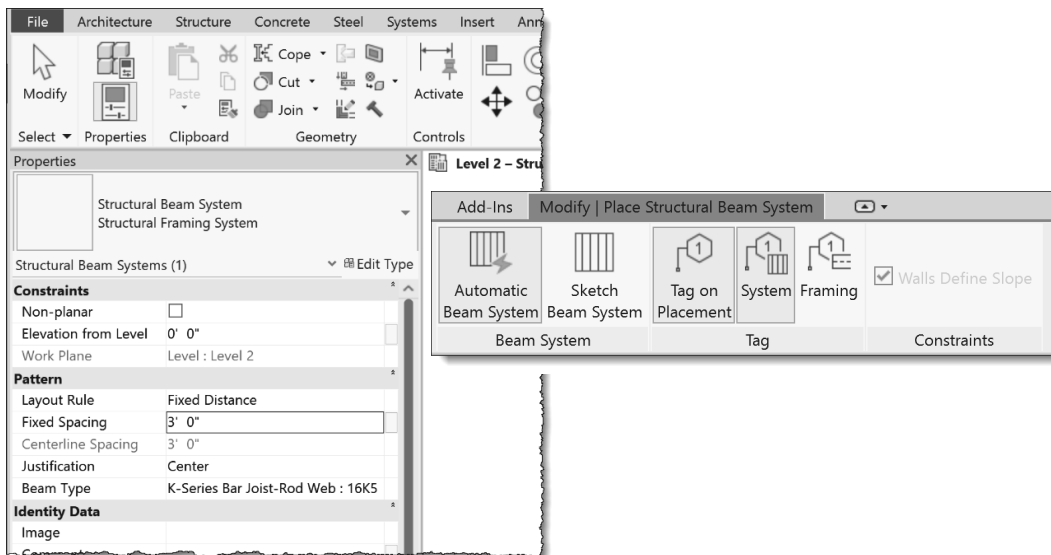 File Architecture Structure Concrete Steel Systems Insert Ann
Modify
Paste
Cope
Cut
Join
Activate
Select Properties Clipboard Geometry Controls
Properties
Level 2 – Stru
Structural Beam System
Structural Framing System
Structural Beam Systems (1) Edit Type
Constraints
Non-planar
Elevation from Level 0' 0"
Work Plane Level : Level 2
Pattern
Layout Rule Fixed Distance
Fixed Spacing 3' 0"
Centerline Spacing 3' 0"
Justification Center
Beam Type K-Series Bar Joist-Rod Web : 16K5
Identity Data
Image
Add-Ins Modify | Place Structural Beam System
1 1 1
Automatic Beam System
Sketch Beam System
Tag on Placement
System
Framing
Walls Define Slope
Beam System Tag Constraints